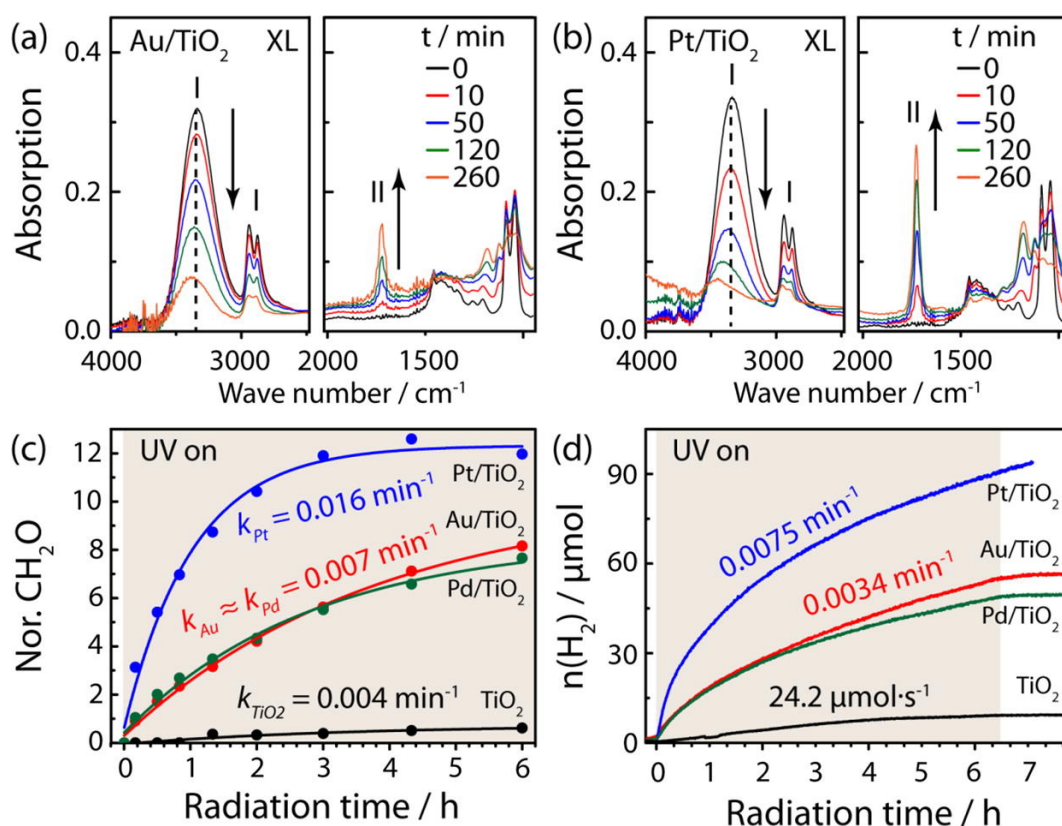 (a)
Au/TiO₂ XL
t / min
0
10
50
120
260
I
I
II
0.4
0.2
0.0
Absorption
4000 3000 2000 1500
Wave number / cm⁻¹
(b)
Pt/TiO₂ XL
t / min
0
10
50
120
260
I
I
II
0.4
0.2
0.0
Absorption
4000 3000 2000 1500
Wave number / cm⁻¹
(c)
UV on
12
10
8
6
4
2
0
Nor. CH₂O
Pt/TiO₂
k_Pt = 0.016 min⁻¹
Au/TiO₂
k_Au ≈ k_Pd = 0.007 min⁻¹
Pd/TiO₂
k_TiO2 = 0.004 min⁻¹
TiO₂
0 1 2 3 4 5 6
Radiation time / h
(d)
UV on
90
60
30
0
n(H₂) / μmol
Pt/TiO₂
0.0075 min⁻¹
Au/TiO₂
0.0034 min⁻¹
Pd/TiO₂
24.2 μmol·s⁻¹
TiO₂
0 1 2 3 4 5 6 7
Radiation time / h